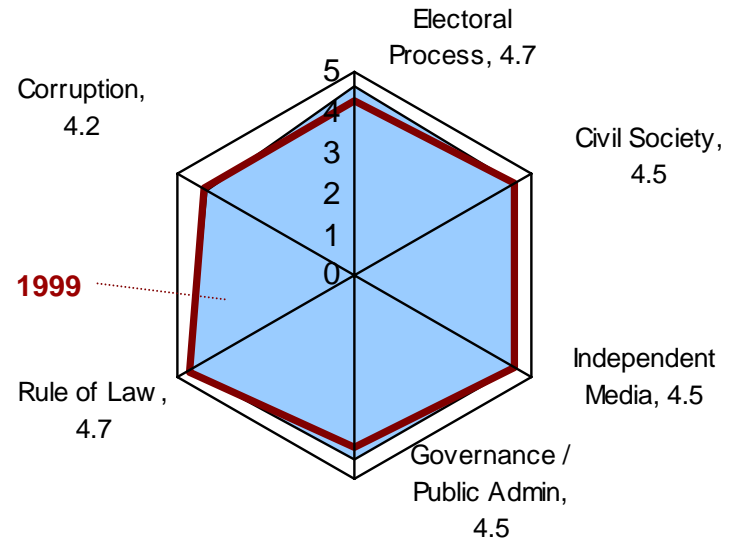 Electoral
Process, 4.7
Civil Society,
4.5
Independent
Media, 4.5
Governance /
Public Admin,
4.5
Rule of Law ,
4.7
Corruption,
4.2
1999
5
4
3
2
1
0